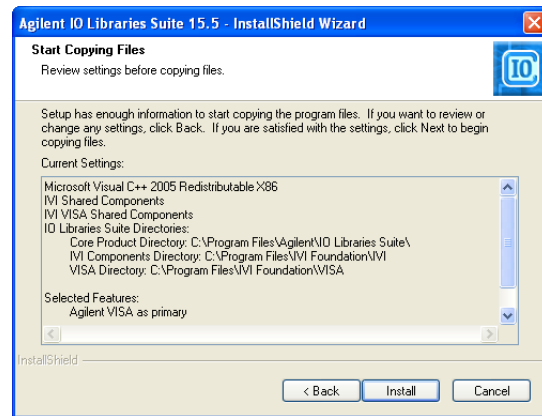 Agilent IO Libraries Suite 15.5 - InstallShield Wizard
Start Copying Files
Review settings before copying files.
IO
Setup has enough information to start copying the program files. If you want to review or
change any settings, click Back. If you are satisfied with the settings, click Next to begin
copying files.
Current Settings:
Microsoft Visual C++ 2005 Redistributable X86
IVI Shared Components
IVI VISA Shared Components
IO Libraries Suite Directories:
Core Product Directory: C:\Program Files\Agilent\IO Libraries Suite\
IVI Components Directory: C:\Program Files\IVI Foundation\IVI
VISA Directory: C:\Program Files\IVI Foundation\VISA
Selected Features:
Agilent VISA as primary
InstallShield
< Back Install Cancel